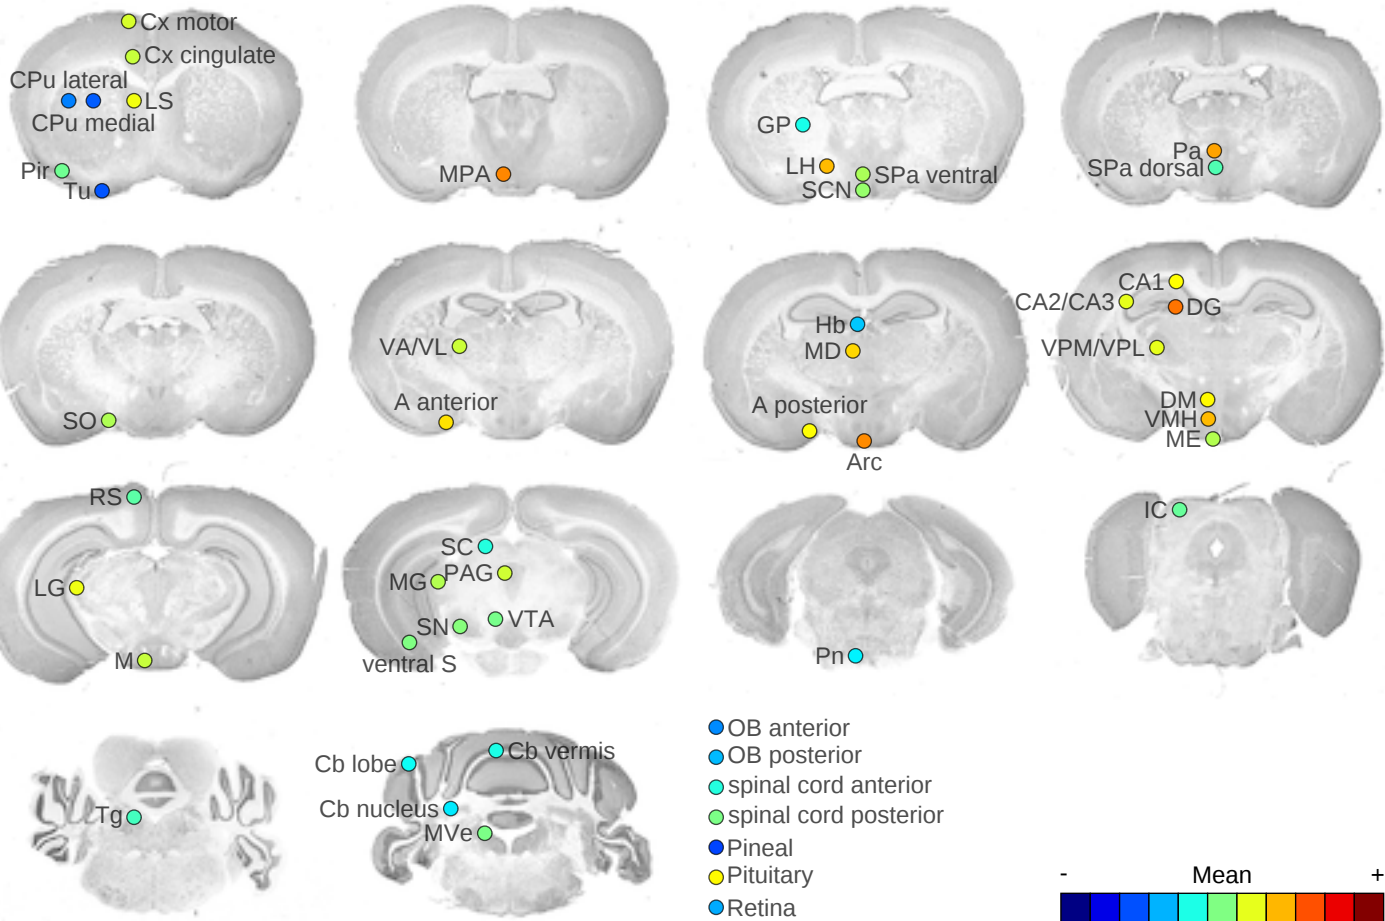 Cx motor
Cx cingulate
CPu lateral
LS
CPu medial
Pir
Tu
MPA
GP
LH
SPa ventral
SCN
Pa
SPa dorsal
SO
VA/VL
A anterior
Hb
MD
A posterior
Arc
CA1
CA2/CA3
DG
VPM/VPL
DM
VMH
ME
RS
LG
M
SC
MG
PAG
SN
VTA
ventral S
Pn
IC
Tg
Cb lobe
Cb vermis
Cb nucleus
MVe
OB anterior
OB posterior
spinal cord anterior
spinal cord posterior
Pineal
Pituitary
Retina
- Mean +